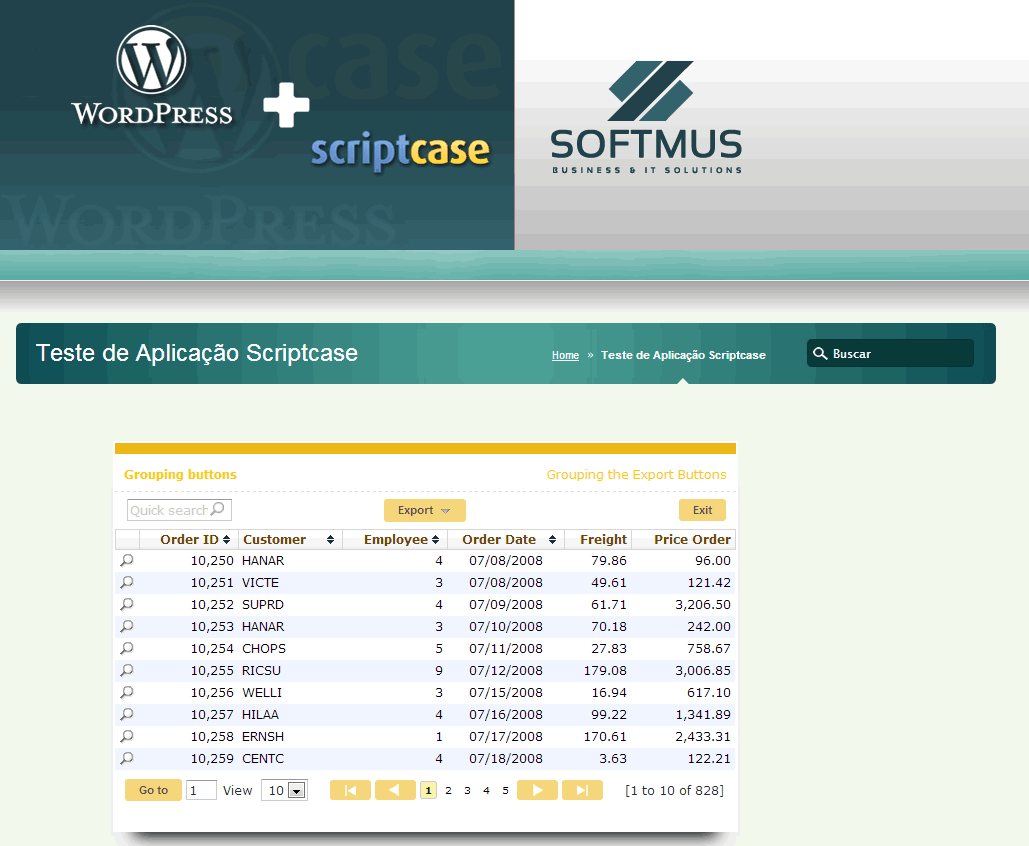 case
WORDPRESS
scriptcase
WORDPRESS
SOFTMUS
BUSINESS & IT SOLUTIONS
Teste de Aplicação Scriptcase
Home » Teste de Aplicação Scriptcase
Buscar
Grouping buttons Grouping the Export Buttons
Quick search Export Exit
Order ID Customer Employee Order Date Freight Price Order
10,250 HANAR 4 07/08/2008 79.86 96.00
10,251 VICTE 3 07/08/2008 49.61 121.42
10,252 SUPRD 4 07/09/2008 61.71 3,206.50
10,253 HANAR 3 07/10/2008 70.18 242.00
10,254 CHOPS 5 07/11/2008 27.83 758.67
10,255 RICSU 9 07/12/2008 179.08 3,006.85
10,256 WELLI 3 07/15/2008 16.94 617.10
10,257 HILAA 4 07/16/2008 99.22 1,341.89
10,258 ERNSH 1 07/17/2008 170.61 2,433.31
10,259 CENTC 4 07/18/2008 3.63 122.21
Go to 1 View 10 1 2 3 4 5 [1 to 10 of 828]